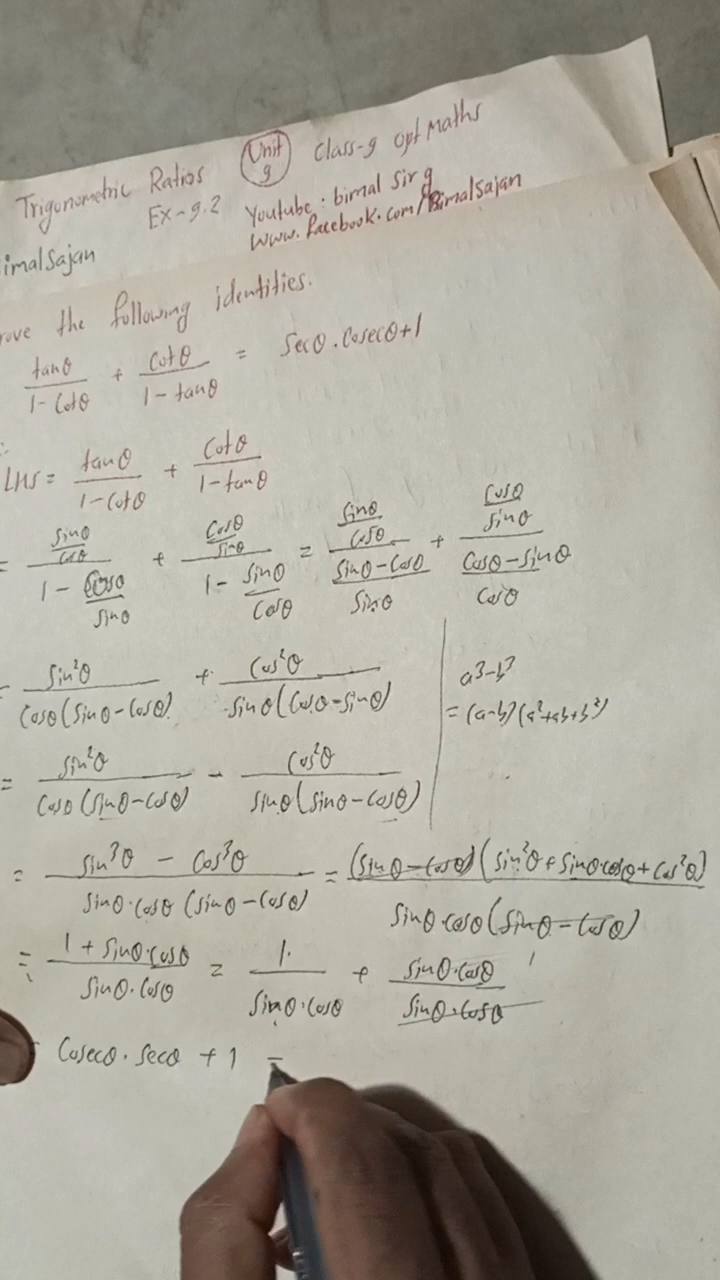 Trigonometric Ratios Unit 9 Class-9 Opt Maths
Ex-9.2 Youtube: bimal Sir g
www.facebook.com/BimalSajan
imalSajan
rove the following identities.
tanθ/(1-Cotθ) + Cotθ/(1-tanθ) = Secθ.Cosecθ+1
LHS = tanθ/(1-Cotθ) + Cotθ/(1-tanθ)
= (Sinθ/Cosθ)/(1-Cosθ/Sinθ) + (Cosθ/Sinθ)/(1-Sinθ/Cosθ) = (Sinθ/Cosθ)/((Sinθ-Cosθ)/Sinθ) + (Cosθ/Sinθ)/((Cosθ-Sinθ)/Cosθ)
= Sin²θ/(Cosθ(Sinθ-Cosθ)) + Cos²θ/(Sinθ(Cosθ-Sinθ))
a³-b³
= (a-b)(a²+ab+b²)
= Sin²θ/(Cosθ(Sinθ-Cosθ)) - Cos²θ/(Sinθ(Sinθ-Cosθ))
= (Sin³θ - Cos³θ)/(Sinθ.Cosθ(Sinθ-Cosθ)) = (Sinθ-Cosθ)(Sin²θ+Sinθ.Cosθ+Cos²θ)/(Sinθ.Cosθ(Sinθ-Cosθ))
= (1+Sinθ.Cosθ)/(Sinθ.Cosθ) = 1/(Sinθ.Cosθ) + (Sinθ.Cosθ)/(Sinθ.Cosθ) 1
Cosecθ.Secθ+1 =